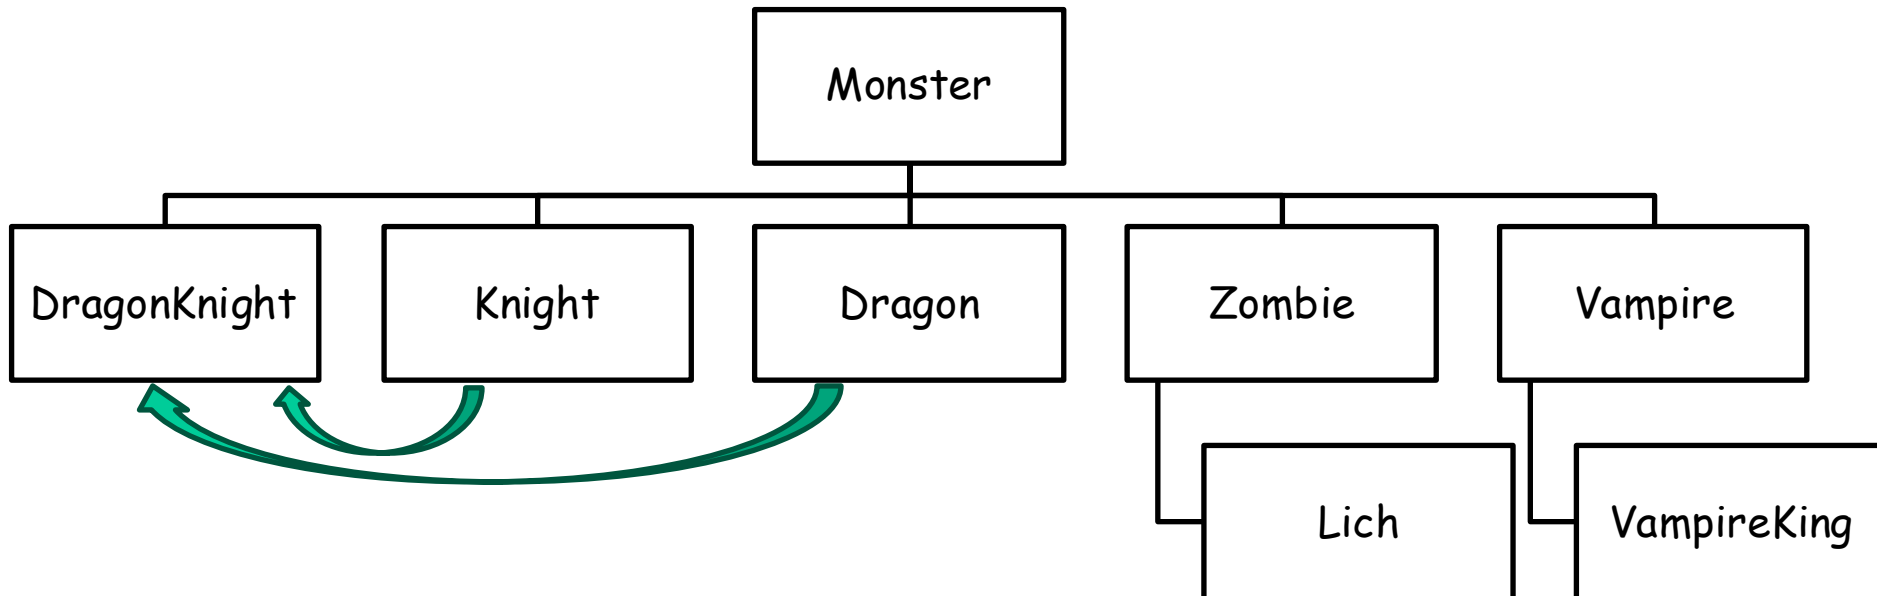 Monster
DragonKnight
Knight
Dragon
Zombie
Vampire
Lich
VampireKing